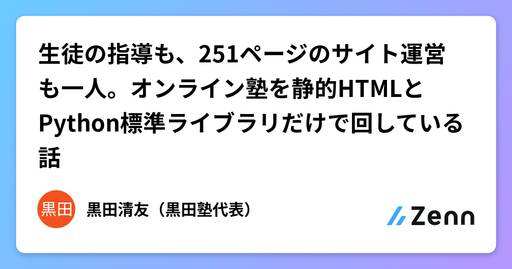 生徒の指導も、251ページのサイト運営
も一人。オンライン塾を静的HTMLと
Python標準ライブラリだけで回している
話
黒田
黒田清友（黒田塾代表）
Zenn